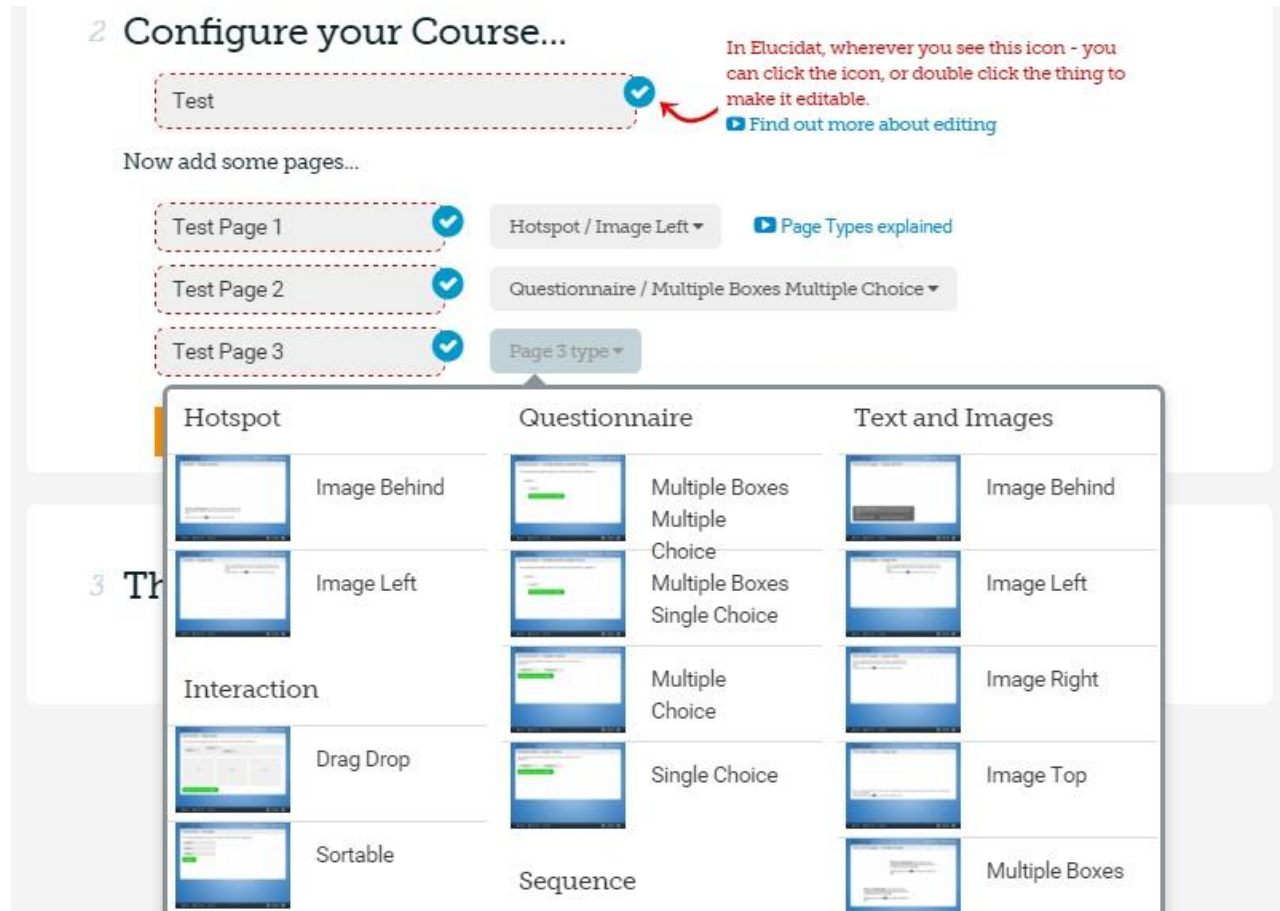 2 Configure your Course...
In Elucidat, wherever you see this icon - you
can click the icon, or double click the thing to
make it editable.
Find out more about editing
Test
Now add some pages...
Test Page 1
Hotspot / Image Left
Page Types explained
Test Page 2
Questionnaire / Multiple Boxes Multiple Choice
Test Page 3
Page 3 type
Hotspot
Image Behind
Image Left
Interaction
Drag Drop
Sortable
Questionnaire
Multiple Boxes
Multiple
Choice
Multiple Boxes
Single Choice
Multiple
Choice
Single Choice
Sequence
Text and Images
Image Behind
Image Left
Image Right
Image Top
Multiple Boxes
3 Th